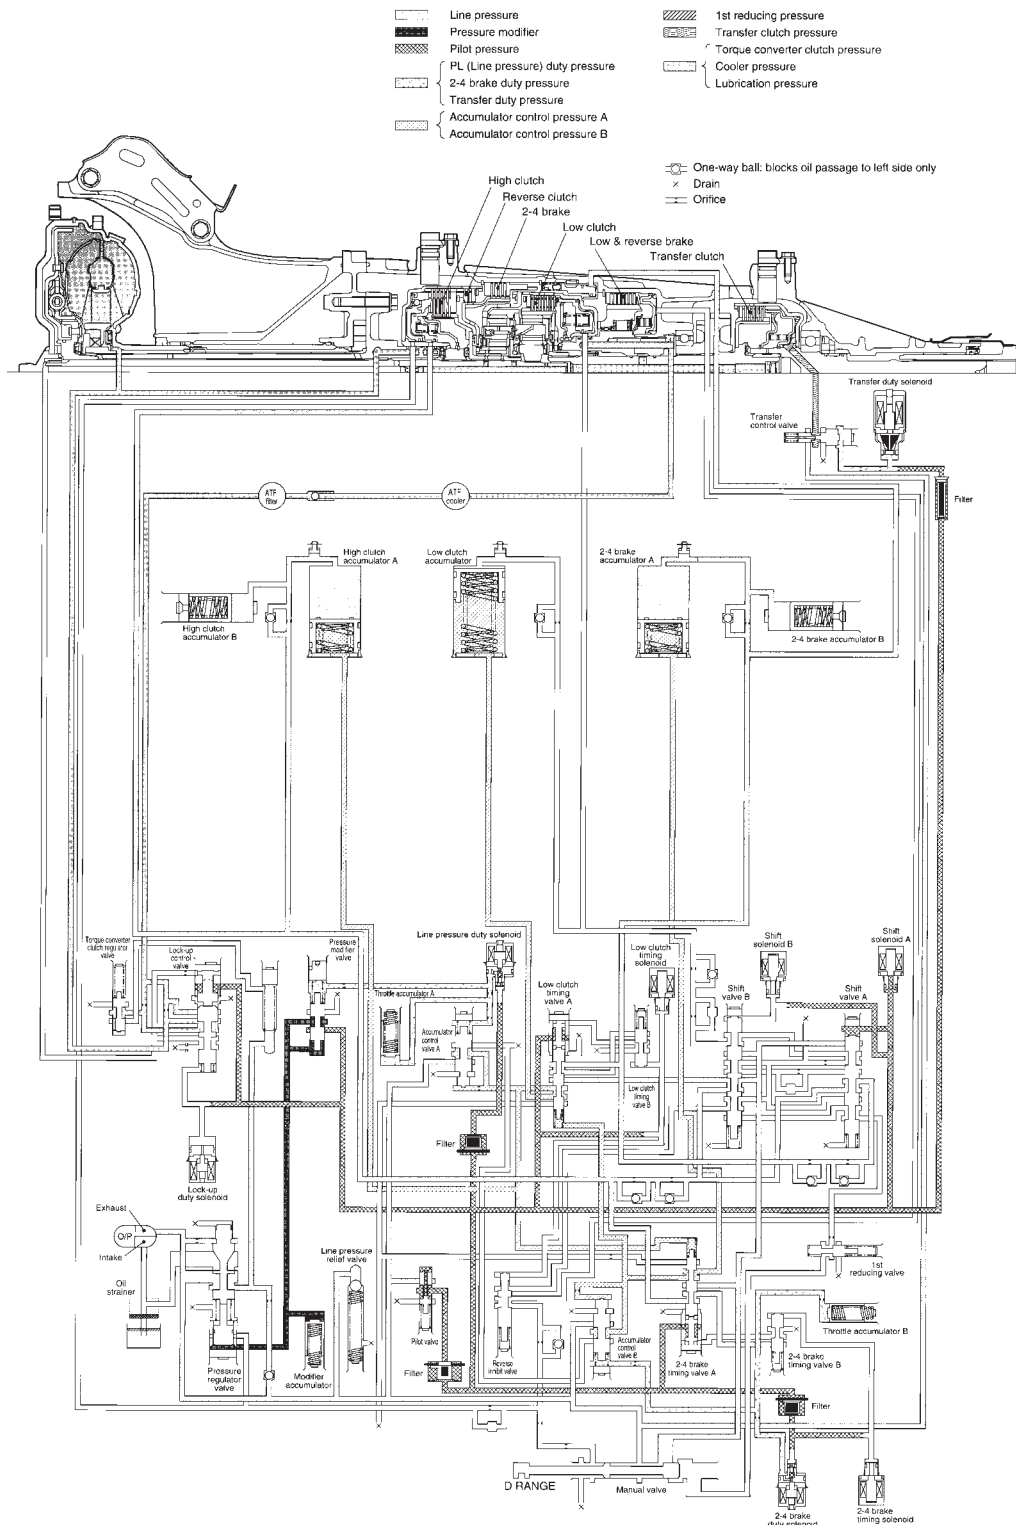 Line pressure
Pressure modifier
Pilot pressure
PL (Line pressure) duty pressure
2-4 brake duty pressure
Transfer duty pressure
Accumulator control pressure A
Accumulator control pressure B
1st reducing pressure
Transfer clutch pressure
Torque converter clutch pressure
Cooler pressure
Lubrication pressure
One-way ball: blocks oil passage to left side only
× Drain
Orifice
High clutch
Reverse clutch
2-4 brake
Low clutch
Low & reverse brake
Transfer clutch
Transfer duty solenoid
Transfer
control valve
ATF
filter
ATF
cooler
Filter
High clutch
accumulator A
Low clutch
accumulator
2-4 brake
accumulator A
High clutch
accumulator B
2-4 brake accumulator B
Torque converter
clutch regulator
valve
Lock-up
control
valve
Pressure
modifier
valve
Line pressure duty solenoid
Low clutch
timing
solenoid
Shift
solenoid B
Shift
solenoid A
Throttle accumulator A
Low clutch
timing
valve A
Shift
valve B
Shift
valve A
Accumulator
control
valve A
Low clutch
timing
valve B
Filter
Lock-up
duty solenoid
Exhaust
O/P
Intake
Oil
strainer
Line pressure
relief valve
1st
reducing valve
Pilot valve
Throttle accumulator B
Pressure
regulator
valve
Modifier
accumulator
Filter
Reverse
inhibit valve
Accumulator
control
valve B
2-4 brake
timing valve A
2-4 brake
timing valve B
Filter
D RANGE
Manual valve
2-4 brake
duty solenoid
2-4 brake
timing solenoid